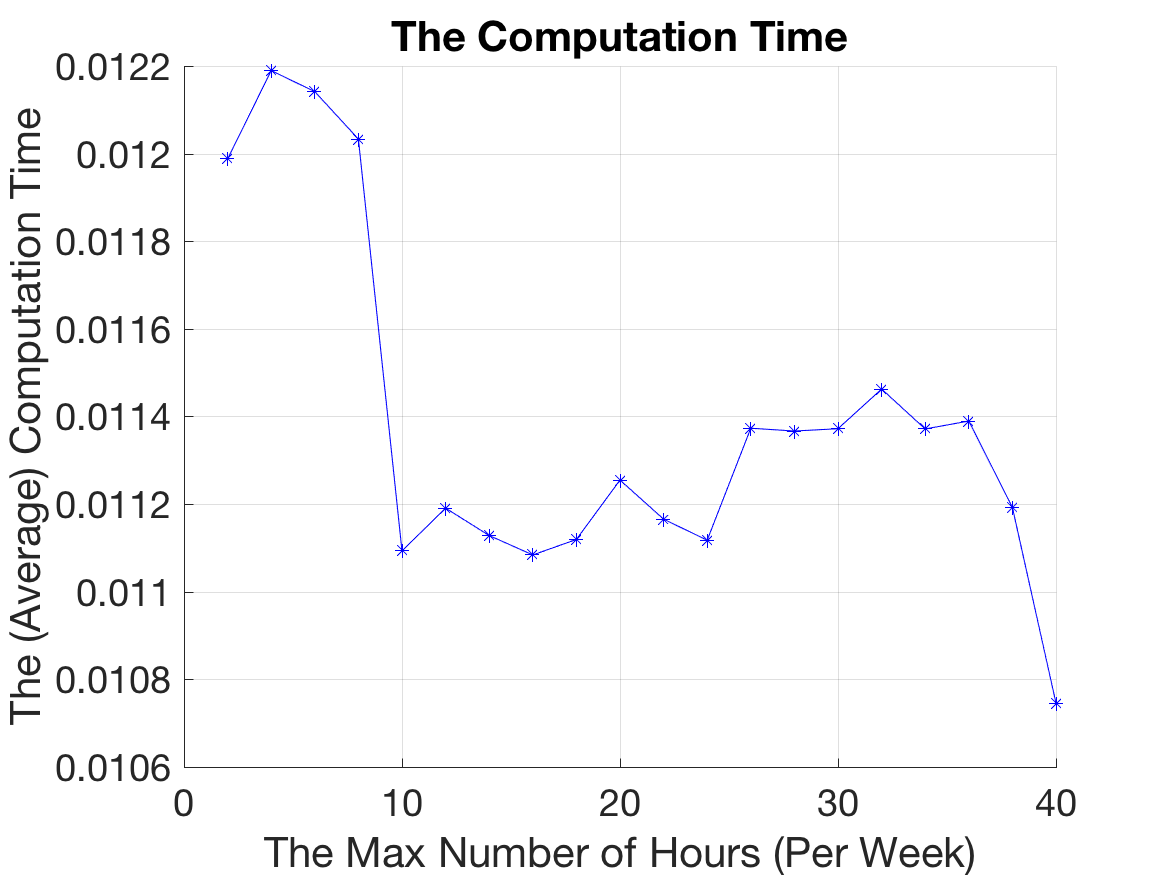 The Computation Time
The (Average) Computation Time
0.0122
0.012
0.0118
0.0116
0.0114
0.0112
0.011
0.0108
0.0106
0 10 20 30 40
The Max Number of Hours (Per Week)